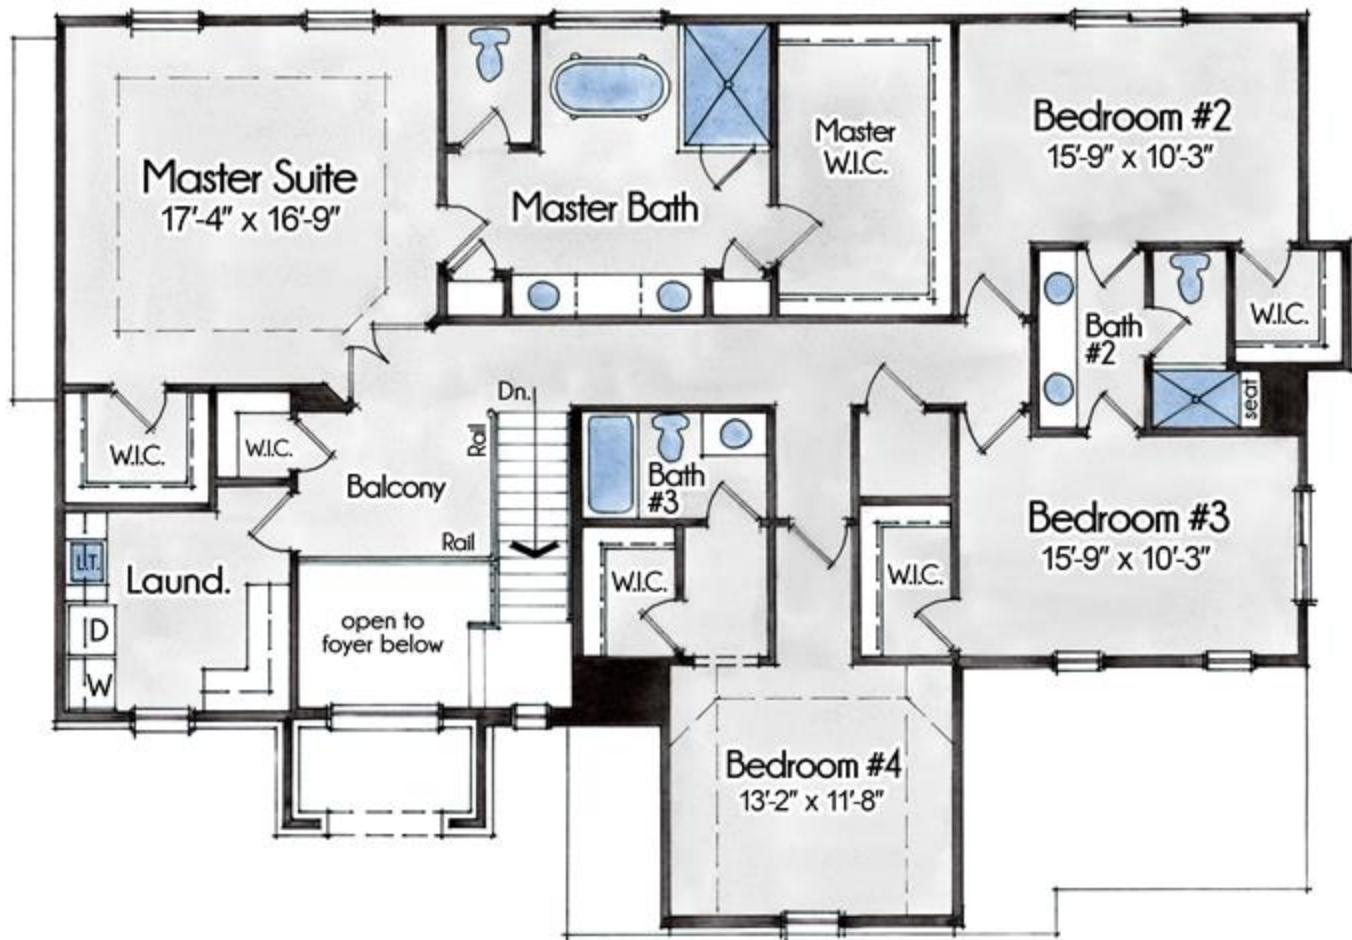 Master Suite
17'-4" x 16'-9"
Master Bath
Master
W.I.C.
Bedroom #2
15'-9" x 10'-3"
Bath
#2
W.I.C.
seat
W.I.C.
W.I.C.
Balcony
Dn.
Rail
Rail
Bath
#3
W.I.C.
W.I.C.
Bedroom #3
15'-9" x 10'-3"
L.T.
Laund.
D
W
open to
foyer below
Bedroom #4
13'-2" x 11'-8"